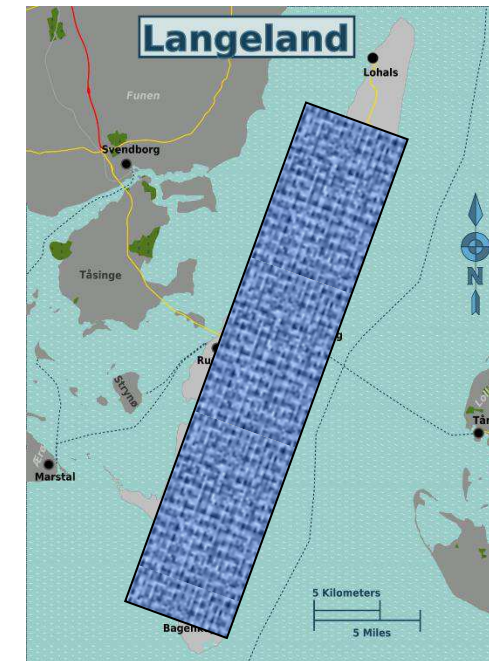 Langeland
Lohals
Funen
Svendborg
N
Tåsinge
Strynø
Marstal
5 Kilometers
5 Miles